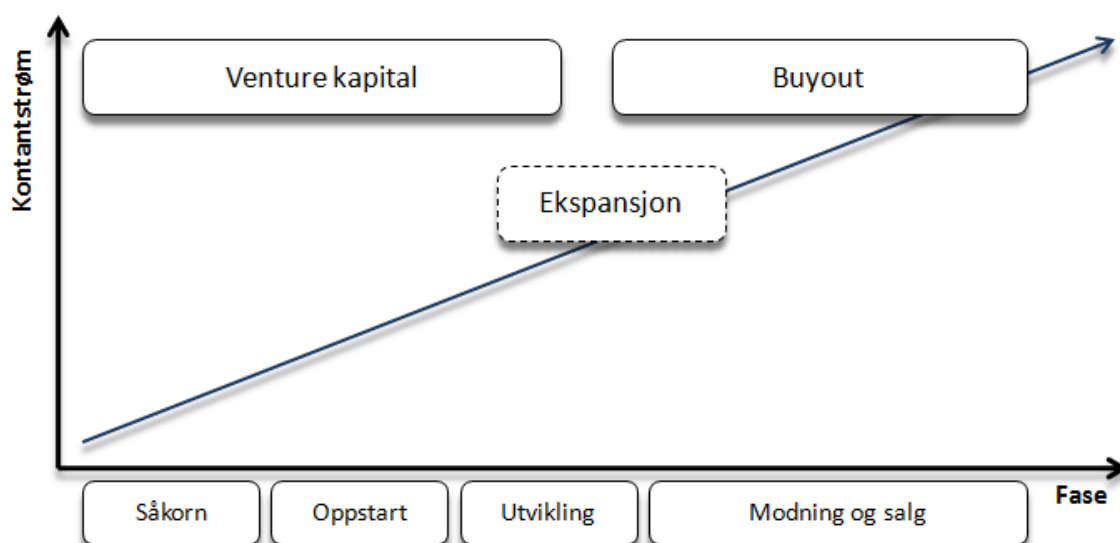 Kontantstrøm
Venture kapital
Buyout
Ekspansjon
Fase
Såkorn
Oppstart
Utvikling
Modning og salg